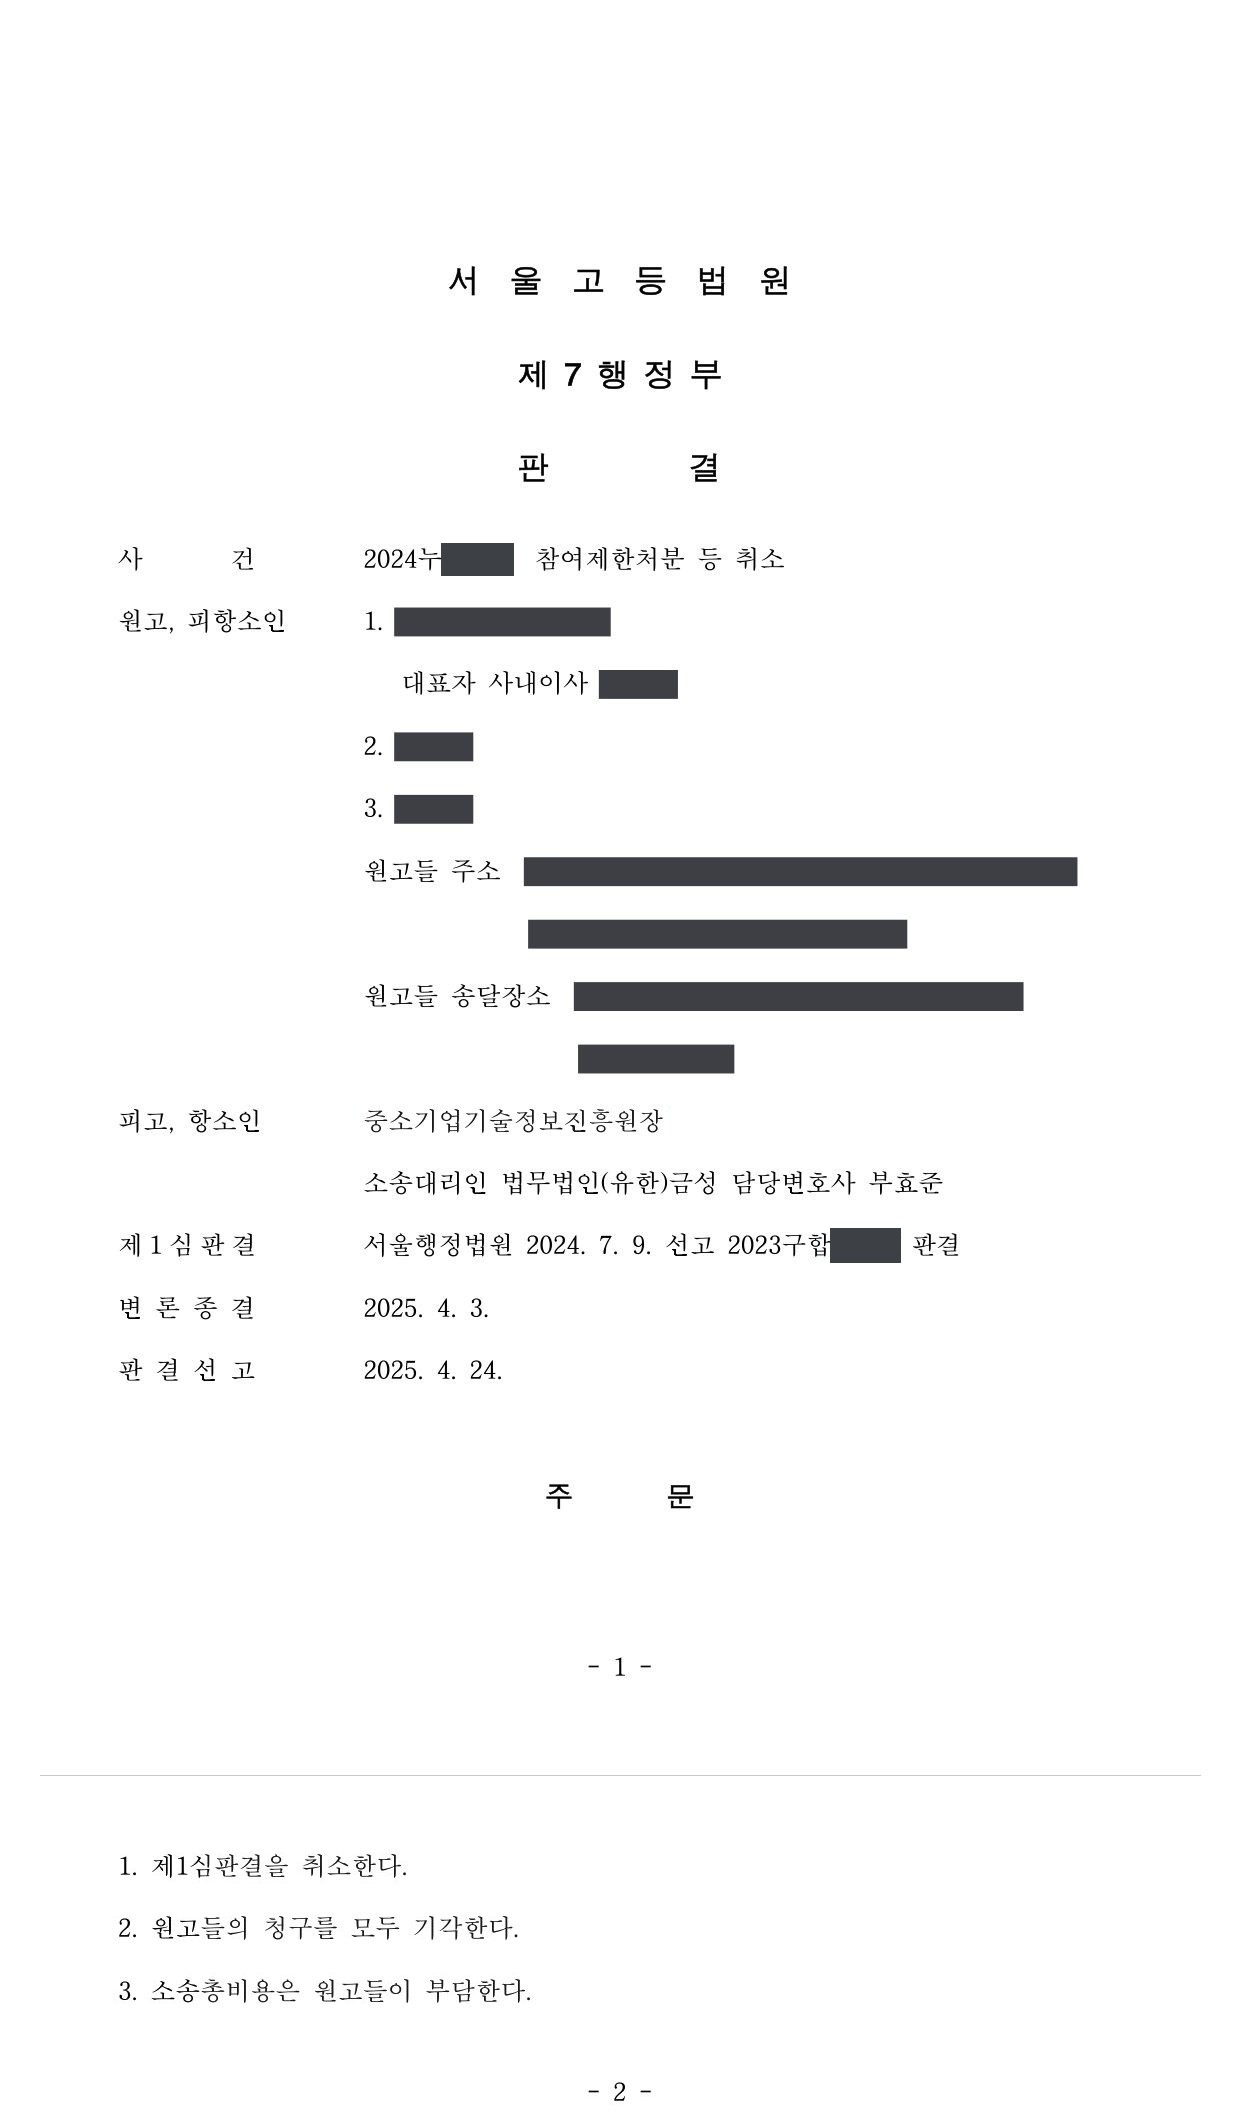 서 울 고 등 법 원
제 7 행 정 부
판 결
사 건 2024누 참여제한처분 등 취소
원고, 피항소인 1.
대표자 사내이사
2.
3.
원고들 주소
원고들 송달장소
피고, 항소인 중소기업기술정보진흥원장
소송대리인 법무법인(유한)금성 담당변호사 부효준
제 1 심 판 결 서울행정법원 2024. 7. 9. 선고 2023구합 판결
변 론 종 결 2025. 4. 3.
판 결 선 고 2025. 4. 24.
주 문
- 1 -
1. 제1심판결을 취소한다.
2. 원고들의 청구를 모두 기각한다.
3. 소송총비용은 원고들이 부담한다.
- 2 -